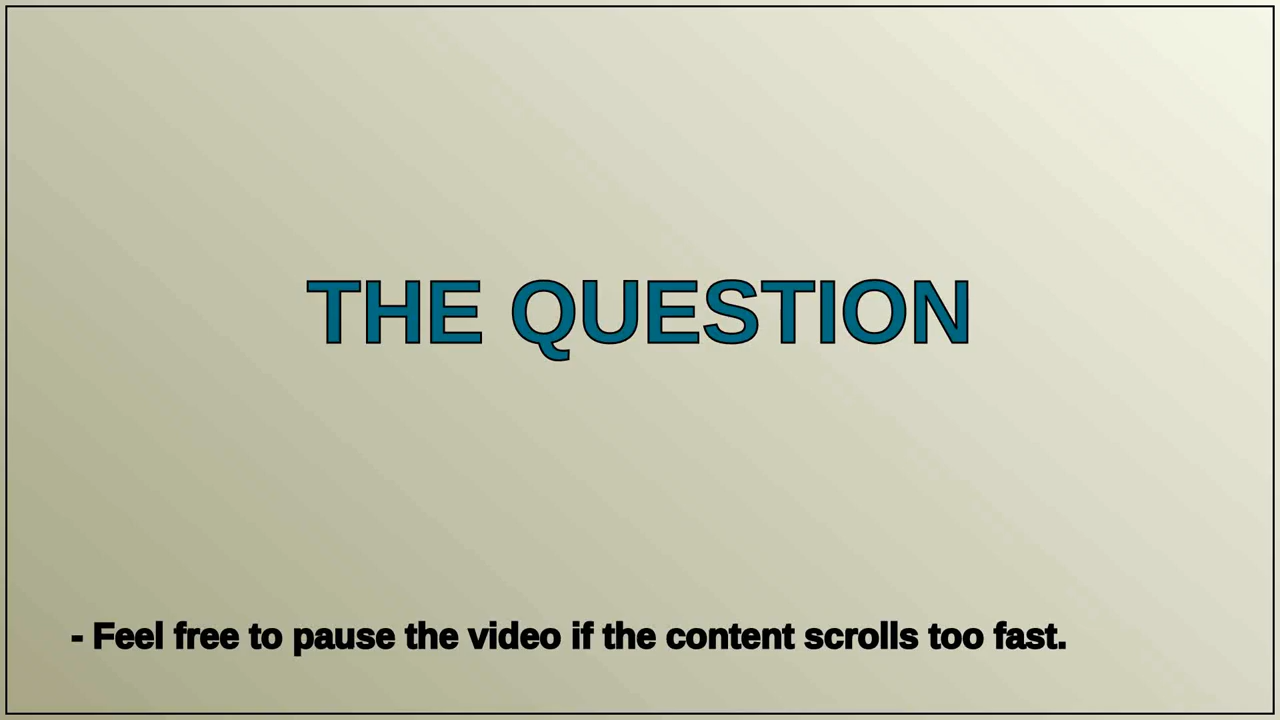 THE QUESTION
- Feel free to pause the video if the content scrolls too fast.